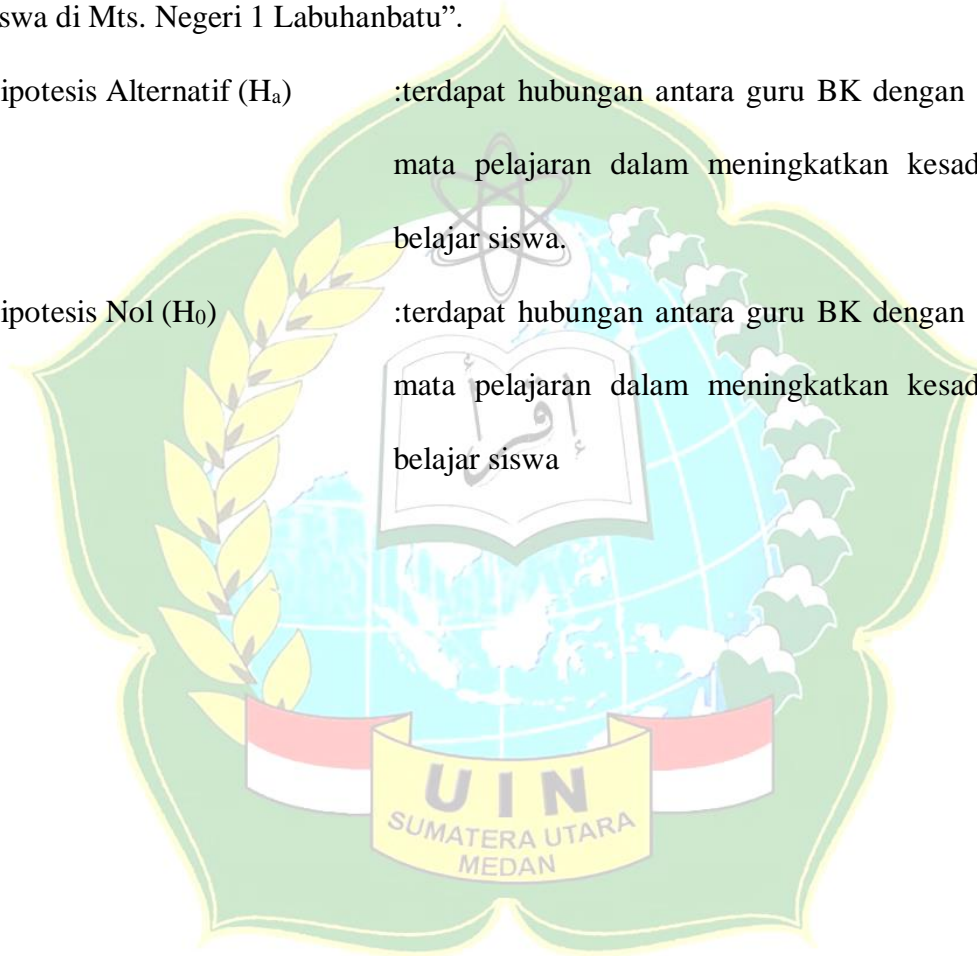 iswa di Mts. Negeri 1 Labuhanbatu”.
ipotesis Alternatif (Hₐ) :terdapat hubungan antara guru BK dengan
mata pelajaran dalam meningkatkan kesad
belajar siswa.
ipotesis Nol (H₀) :terdapat hubungan antara guru BK dengan
mata pelajaran dalam meningkatkan kesad
belajar siswa
إقرأ
UIN
SUMATERA UTARA
MEDAN